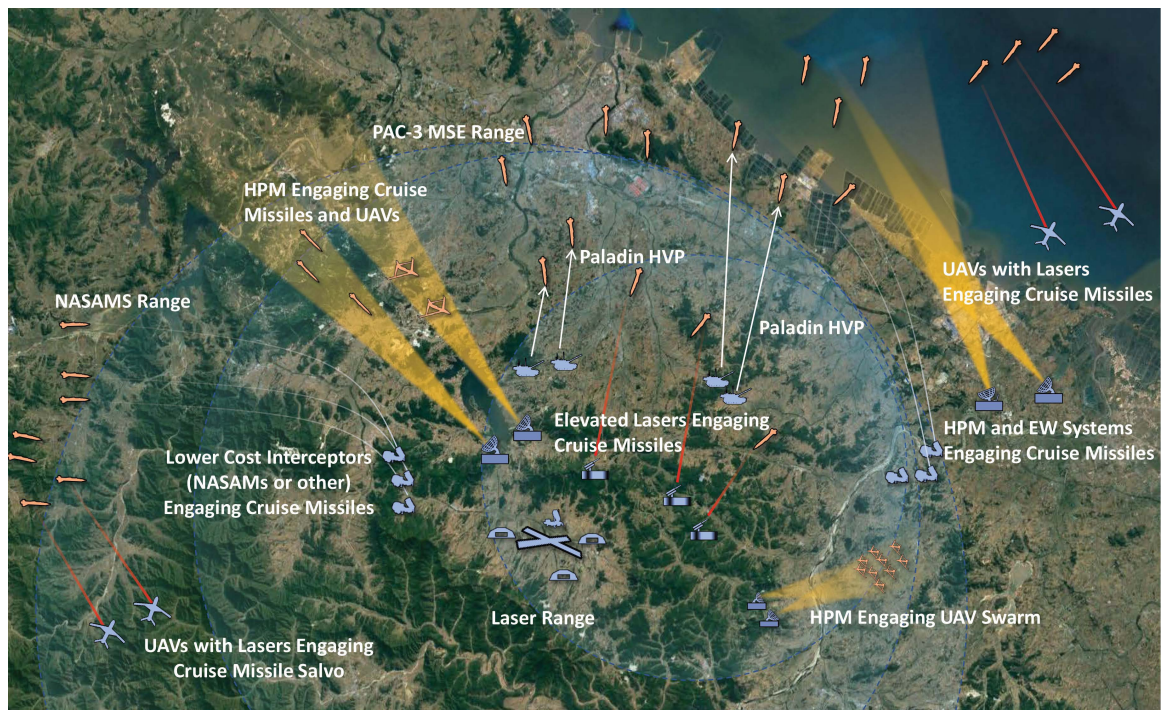 PAC-3 MSE Range
HPM Engaging Cruise
Missiles and UAVs
Paladin HVP
UAVs with Lasers
Engaging Cruise Missiles
NASAMS Range
Paladin HVP
Elevated Lasers Engaging
Cruise Missiles
HPM and EW Systems
Engaging Cruise Missiles
Lower Cost Interceptors
(NASAMs or other)
Engaging Cruise Missiles
Laser Range
HPM Engaging UAV Swarm
UAVs with Lasers Engaging
Cruise Missile Salvo